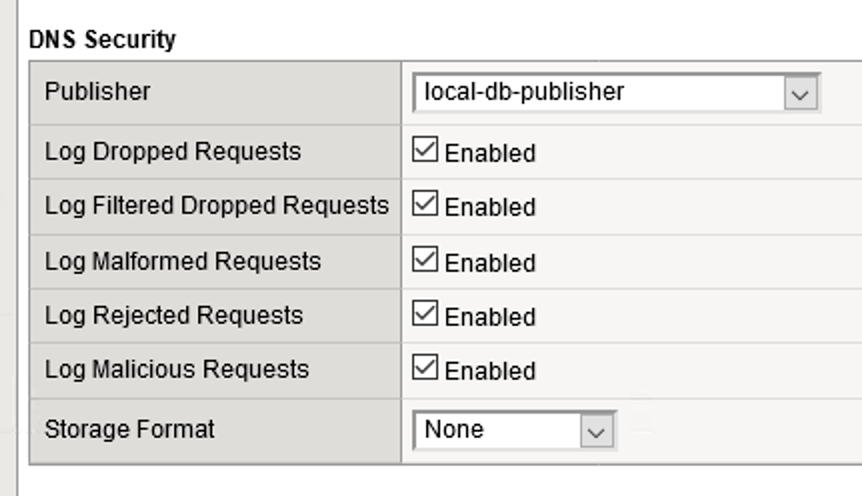 DNS Security
Publisher local-db-publisher
Log Dropped Requests Enabled
Log Filtered Dropped Requests Enabled
Log Malformed Requests Enabled
Log Rejected Requests Enabled
Log Malicious Requests Enabled
Storage Format None